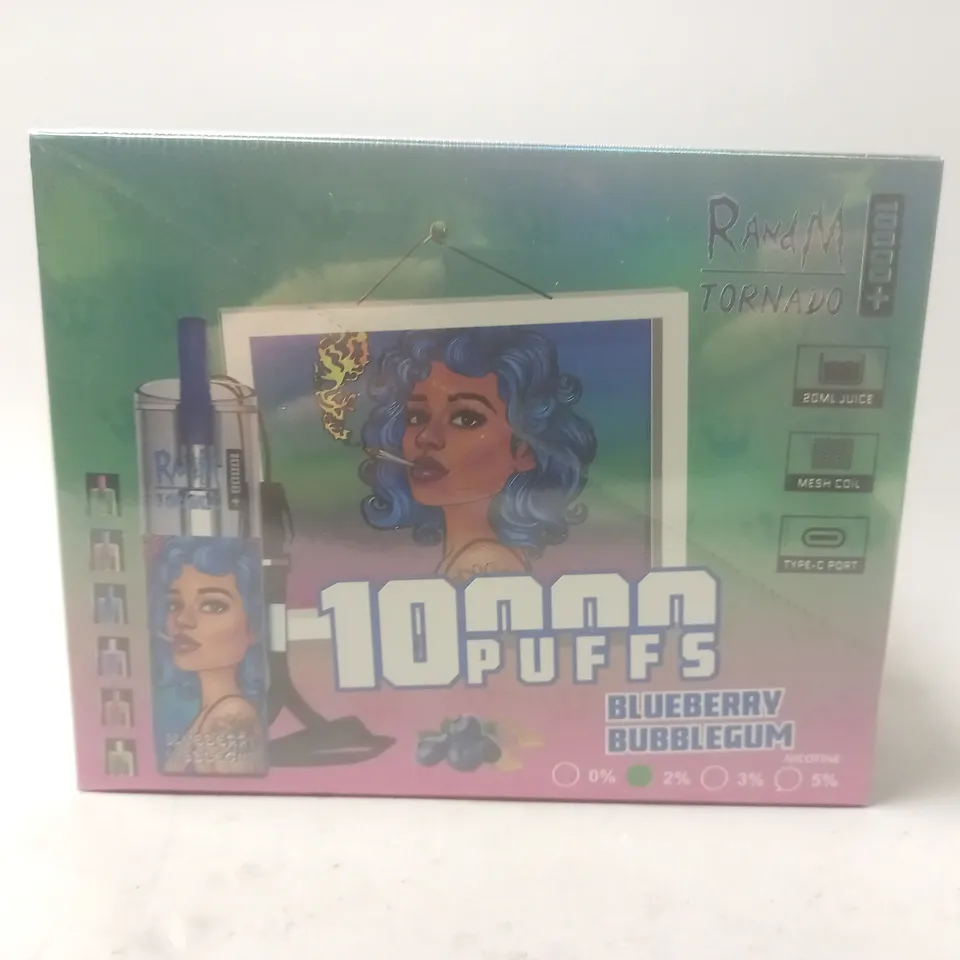 RANDM
TORNADO
10000+
20ML JUICE
MESH COIL
TYPE-C PORT
10000
PUFFS
BLUEBERRY
BUBBLEGUM
NICOTINE
0% 2% 3% 5%